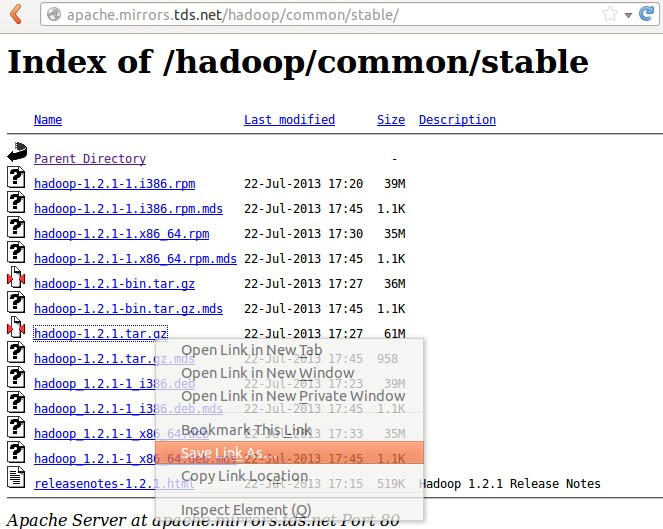 apache.mirrors.tds.net/hadoop/common/stable/
Index of /hadoop/common/stable
Name Last modified Size Description
Parent Directory -
hadoop-1.2.1-1.i386.rpm 22-Jul-2013 17:20 39M
hadoop-1.2.1-1.i386.rpm.mds 22-Jul-2013 17:45 1.1K
hadoop-1.2.1-1.x86_64.rpm 22-Jul-2013 17:30 35M
hadoop-1.2.1-1.x86_64.rpm.mds 22-Jul-2013 17:45 1.1K
hadoop-1.2.1-bin.tar.gz 22-Jul-2013 17:27 36M
hadoop-1.2.1-bin.tar.gz.mds 22-Jul-2013 17:45 1.1K
hadoop-1.2.1.tar.gz 22-Jul-2013 17:27 61M
hadoop-1.2.1.tar.gz.mds 22-Jul-2013 17:45 958
hadoop_1.2.1-1_i386.deb 22-Jul-2013 17:23 39M
hadoop_1.2.1-1_i386.deb.mds 22-Jul-2013 17:45 1.1K
hadoop_1.2.1-1_x86_64.deb 22-Jul-2013 17:33 35M
hadoop_1.2.1-1_x86_64.deb.mds 22-Jul-2013 17:45 1.1K
releasenotes-1.2.1.html 22-Jul-2013 17:15 519K Hadoop 1.2.1 Release Notes
Open Link in New Tab
Open Link in New Window
Open Link in New Private Window
Bookmark This Link
Save Link As...
Copy Link Location
Inspect Element (Q)
Apache Server at apache.mirrors.tds.net Port 80